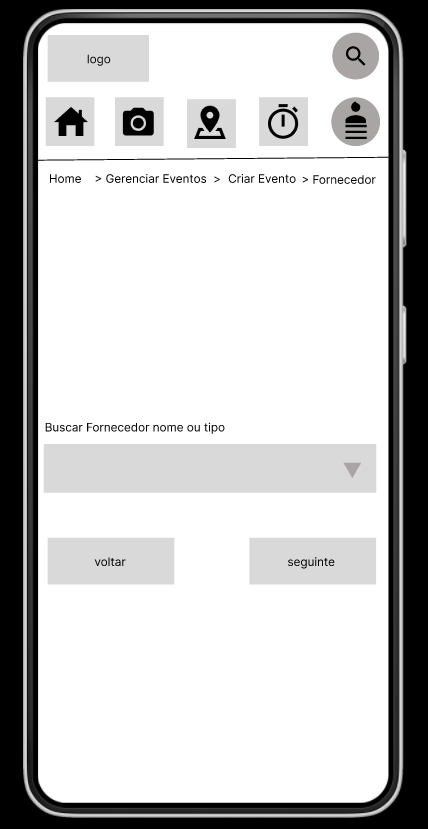 logo
Home > Gerenciar Eventos > Criar Evento > Fornecedor
Buscar Fornecedor nome ou tipo
voltar
seguinte